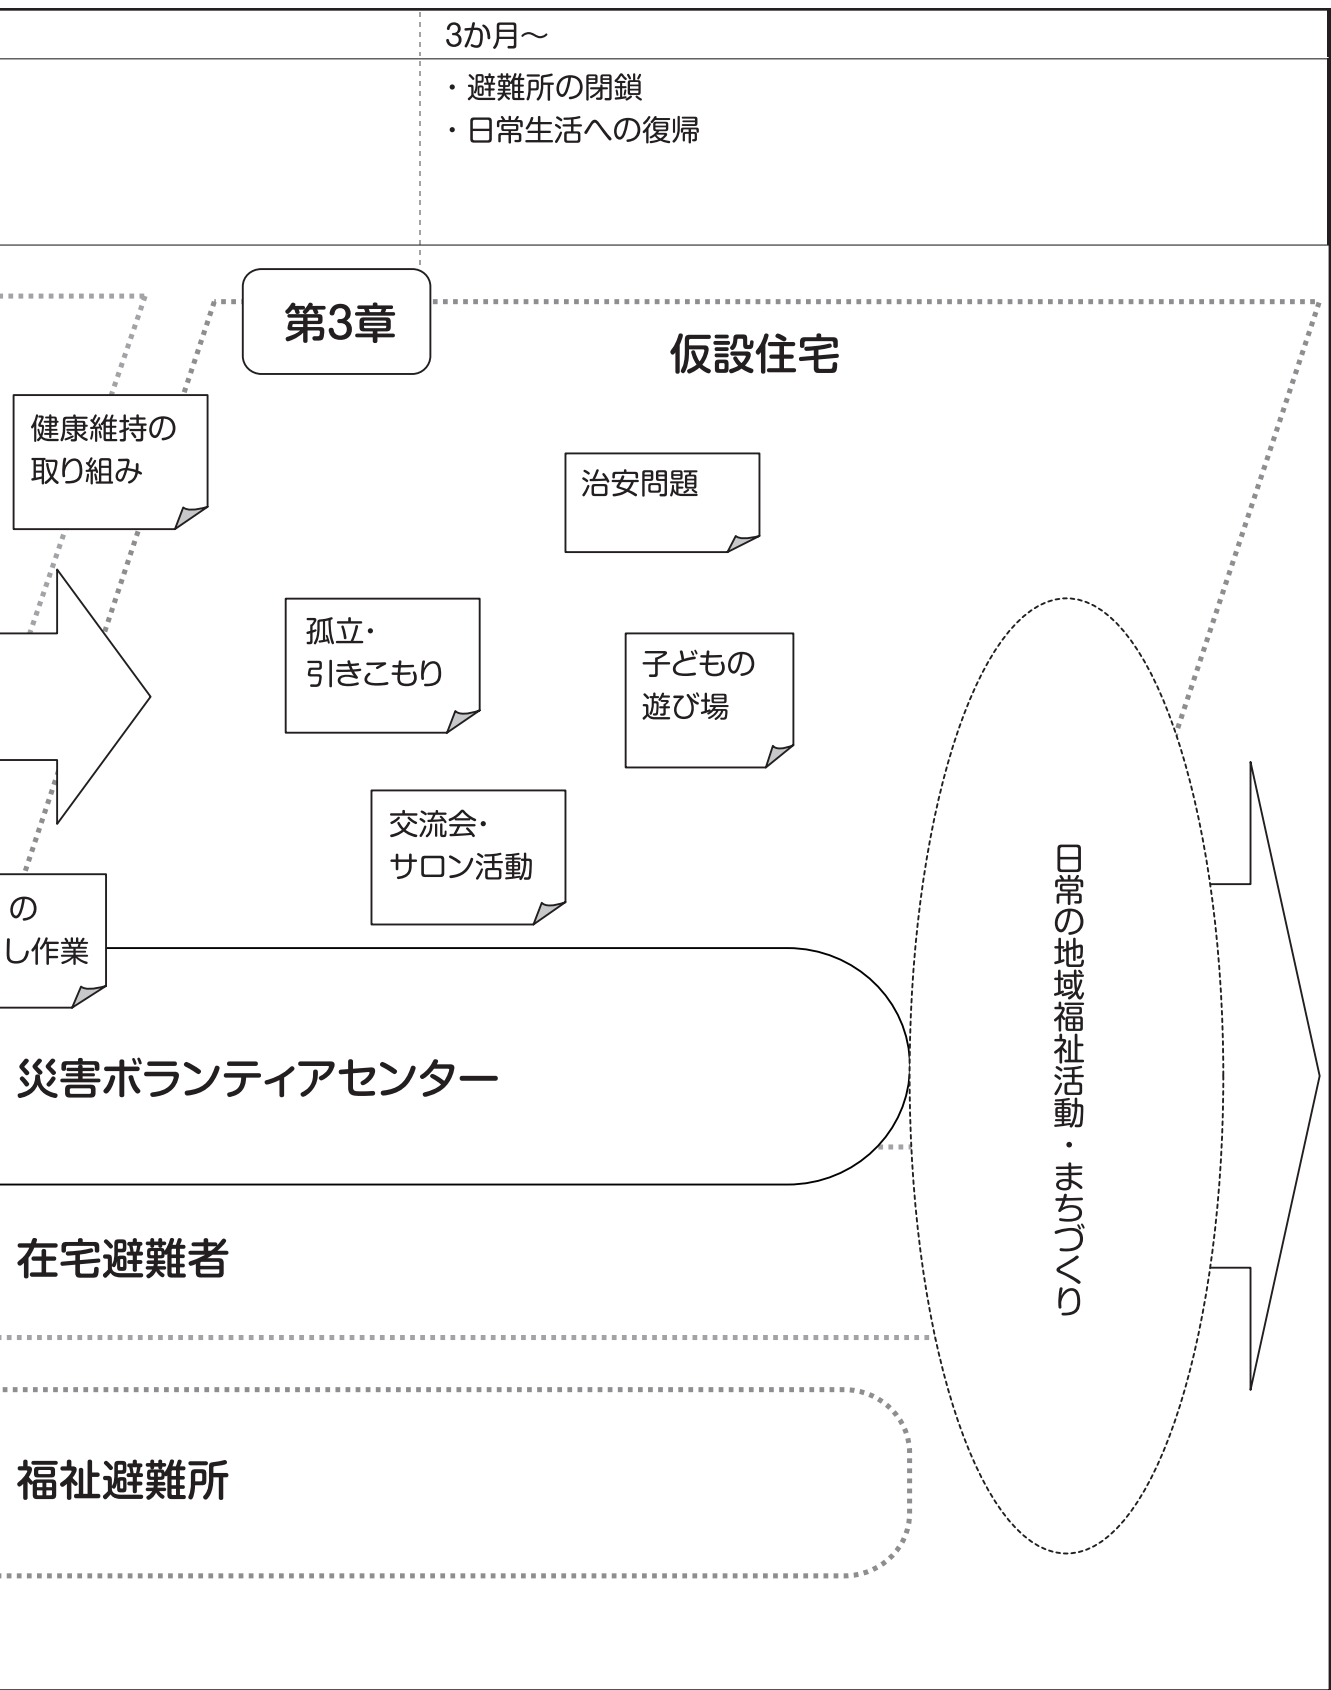 3か月～
・避難所の閉鎖
・日常生活への復帰
第3章
仮設住宅
健康維持の
取り組み
治安問題
孤立・
引きこもり
子どもの
遊び場
交流会・
サロン活動
の
し作業
災害ボランティアセンター
在宅避難者
福祉避難所
日常の地域福祉活動・まちづくり